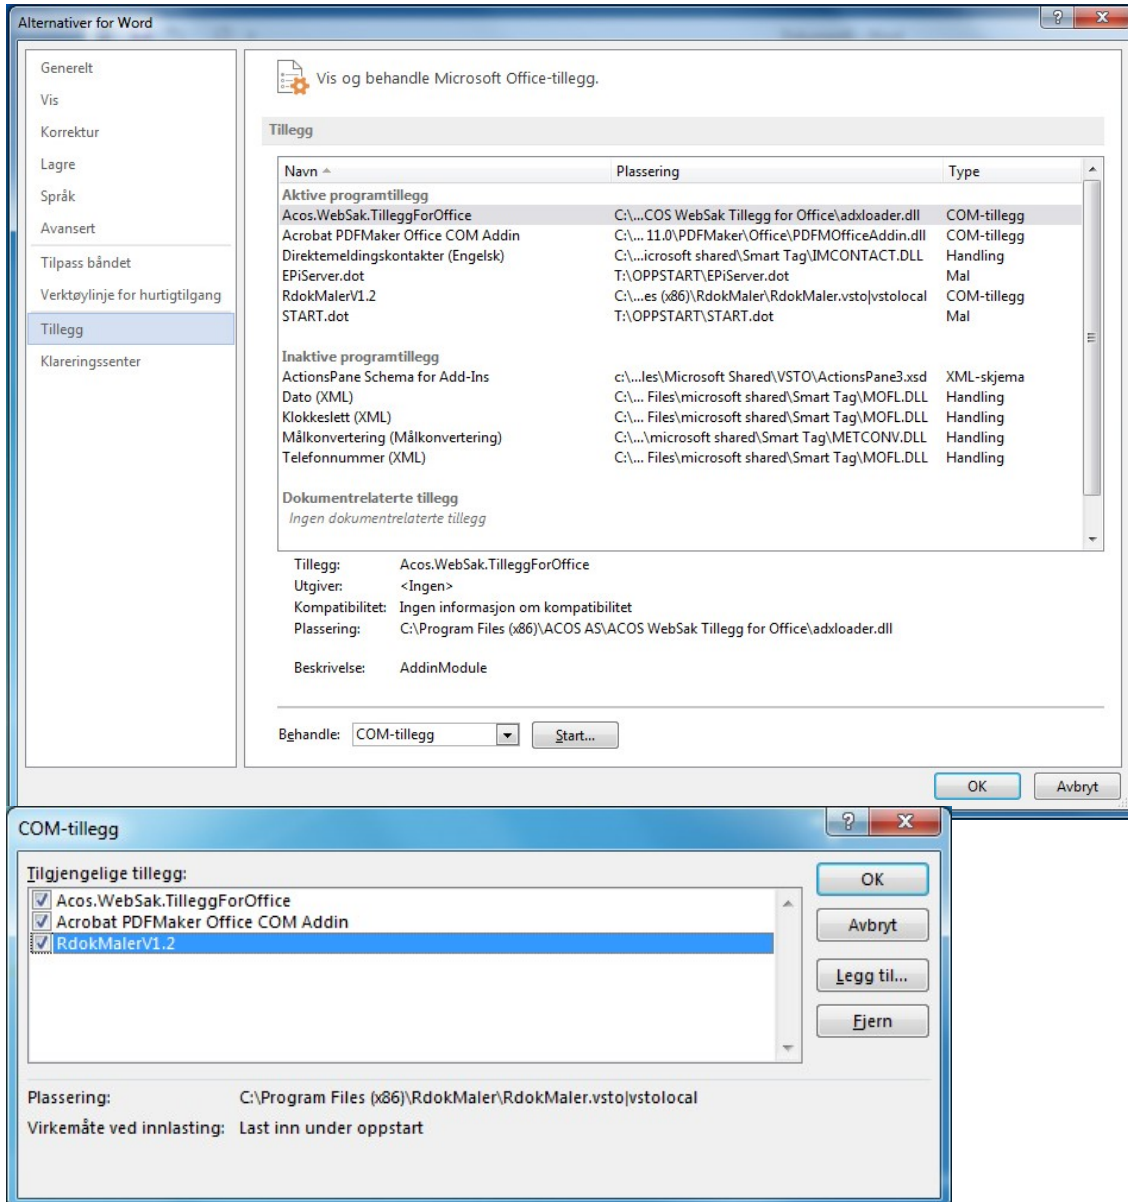 Alternativer for Word
Generelt
Vis
Korrektur
Lagre
Språk
Avansert
Tilpass båndet
Verktøylinje for hurtigtilgang
Tillegg
Klareringssenter
Vis og behandle Microsoft Office-tillegg.
Tillegg
Navn Plassering Type
Aktive programtillegg
Acos.WebSak.TilleggForOffice C:\...COS WebSak Tillegg for Office\adxloader.dll COM-tillegg
Acrobat PDFMaker Office COM Addin C:\... 11.0\PDFMaker\Office\PDFMOfficeAddin.dll COM-tillegg
Direktemeldingskontakter (Engelsk) C:\...icrosoft shared\Smart Tag\IMCONTACT.DLL Handling
EPiServer.dot T:\OPPSTART\EPiServer.dot Mal
RdokMalerV1.2 C:\...es (x86)\RdokMaler\RdokMaler.vsto|vstolocal COM-tillegg
START.dot T:\OPPSTART\START.dot Mal
Inaktive programtillegg
ActionsPane Schema for Add-Ins c:\...les\Microsoft Shared\VSTO\ActionsPane3.xsd XML-skjema
Dato (XML) C:\... Files\microsoft shared\Smart Tag\MOFL.DLL Handling
Klokkeslett (XML) C:\... Files\microsoft shared\Smart Tag\MOFL.DLL Handling
Målkonvertering (Målkonvertering) C:\...\microsoft shared\Smart Tag\METCONV.DLL Handling
Telefonnummer (XML) C:\... Files\microsoft shared\Smart Tag\MOFL.DLL Handling
Dokumentrelaterte tillegg
Ingen dokumentrelaterte tillegg
Tillegg: Acos.WebSak.TilleggForOffice
Utgiver: <Ingen>
Kompatibilitet: Ingen informasjon om kompatibilitet
Plassering: C:\Program Files (x86)\ACOS AS\ACOS WebSak Tillegg for Office\adxloader.dll
Beskrivelse: AddinModule
Behandle: COM-tillegg Start...
OK Avbryt
COM-tillegg
Tilgjengelige tillegg:
Acos.WebSak.TilleggForOffice
Acrobat PDFMaker Office COM Addin
RdokMalerV1.2
OK
Avbryt
Legg til...
Fjern
Plassering: C:\Program Files (x86)\RdokMaler\RdokMaler.vsto|vstolocal
Virkemåte ved innlasting: Last inn under oppstart